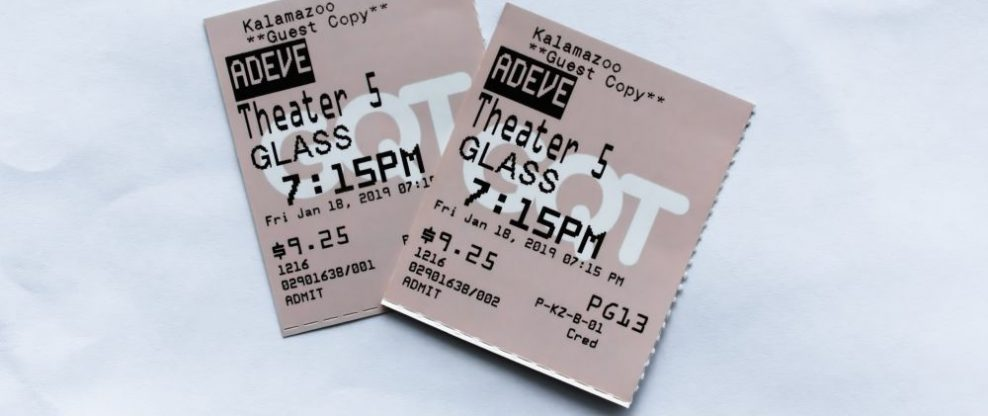 Kalamazoo
**Guest Copy**
ADEVE
Theater 5
GLASS
7:15PM
Fri Jan 18, 2019 07:1
$9.25
1216
02901638/001
ADMIT
GQT
Kalamazoo
**Guest Copy**
ADEVE
Theater 5
GLASS
7:15PM
Fri Jan 18, 2019 07:15 PM
$9.25
1216
02901638/002
ADMIT
PG13
P-KZ-B-01
Cred
GQT